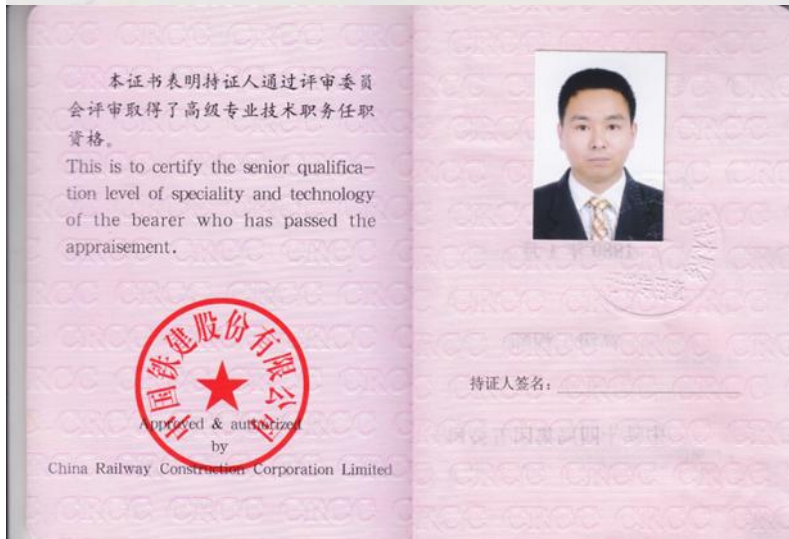 本证书表明持证人通过评审委员
会评审取得了高级专业技术职务任职
资格。
This is to certify the senior qualifica-
tion level of speciality and technology
of the bearer who has passed the
appraisement.
中国铁建股份有限公司
Approved & authorized
by
China Railway Construction Corporation Limited
持证人签名：